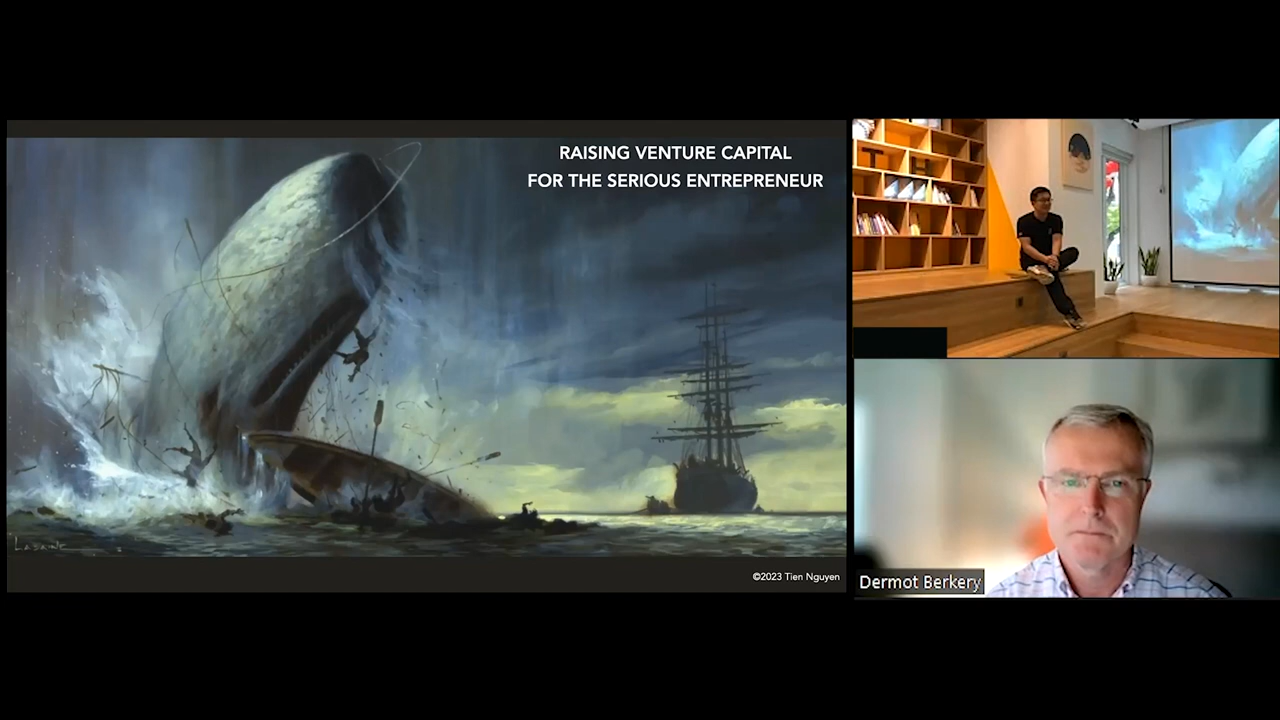 RAISING VENTURE CAPITAL
FOR THE SERIOUS ENTREPRENEUR
©2023 Tien Nguyen
Dermot Berkery